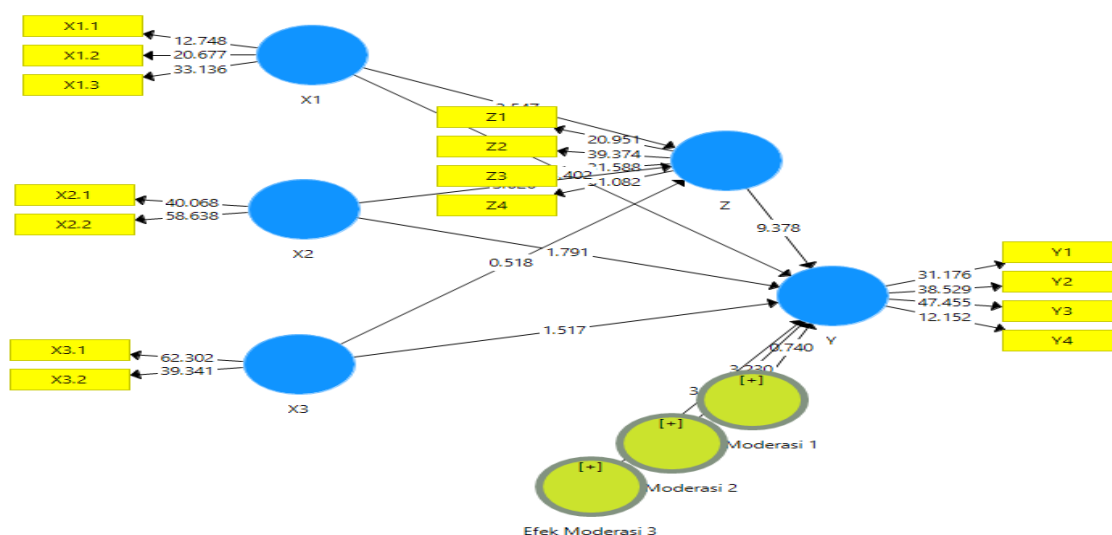 X1.1
X1.2
X1.3
12.748
20.677
33.136
X1
Z1
Z2
Z3
Z4
20.951
39.374
Z
X2.1
X2.2
40.068
58.638
X2
1.791
0.518
9.378
1.517
X3.1
X3.2
62.302
39.341
X3
Y
31.176
38.529
47.455
12.152
Y1
Y2
Y3
Y4
0.740
3.230
[+]
Moderasi 1
[+]
Moderasi 2
[+]
Efek Moderasi 3